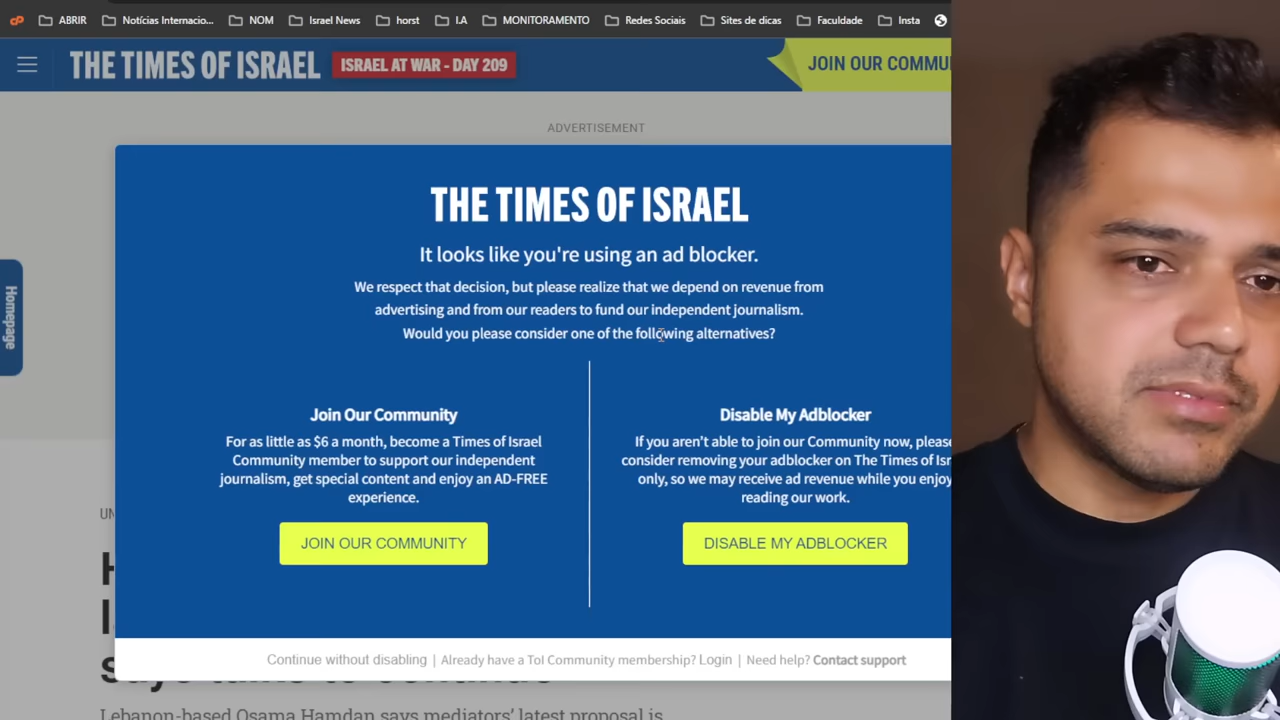 ABRIR
Notícias Internacio...
NOM
Israel News
horst
I.A
MONITORAMENTO
Redes Sociais
Sites de dicas
Faculdade
Insta
THE TIMES OF ISRAEL
ISRAEL AT WAR - DAY 209
JOIN OUR COMMU
ADVERTISEMENT
THE TIMES OF ISRAEL
It looks like you're using an ad blocker.
We respect that decision, but please realize that we depend on revenue from
advertising and from our readers to fund our independent journalism.
Would you please consider one of the following alternatives?
Homepage
Join Our Community
For as little as $6 a month, become a Times of Israel
Community member to support our independent
journalism, get special content and enjoy an AD-FREE
experience.
JOIN OUR COMMUNITY
Disable My Adblocker
If you aren't able to join our Community now, please
consider removing your adblocker on The Times of Isr
only, so we may receive ad revenue while you enjoy
reading our work.
DISABLE MY ADBLOCKER
UN
Continue without disabling | Already have a ToI Community membership? Login | Need help? Contact support
Lebanon-based Osama Hamdan says mediators' latest proposal is